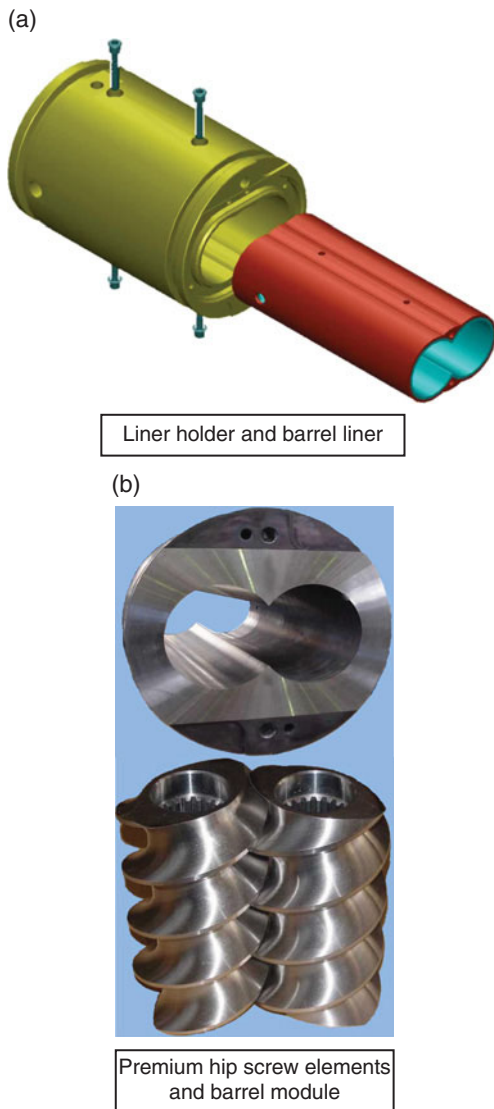 (a)
Liner holder and barrel liner
(b)
Premium hip screw elements
and barrel module